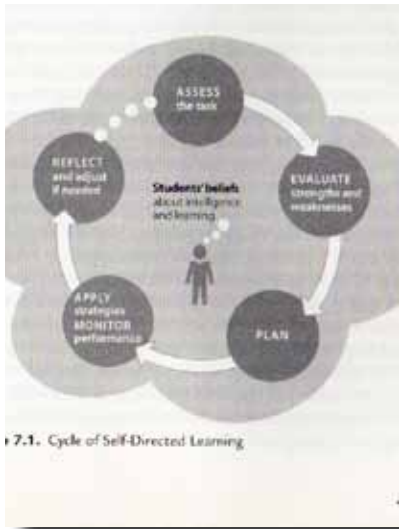 ASSESS
the task
EVALUATE
strengths and
weaknesses
PLAN
APPLY
strategies
MONITOR
performance
REFLECT
and adjust
if needed
Students' beliefs
about intelligence
and learning
7.1. Cycle of Self-Directed Learning